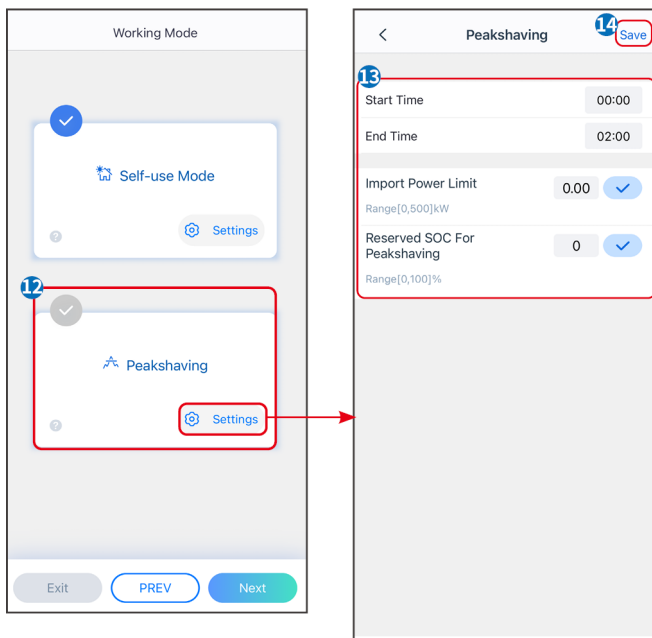 Working Mode
Self-use Mode
?
Settings
12
Peakshaving
?
Settings
Exit
PREV
Next
Peakshaving
14
Save
13
Start Time
00:00
End Time
02:00
Import Power Limit
0.00
Range[0,500]kW
Reserved SOC For
Peakshaving
0
Range[0,100]%